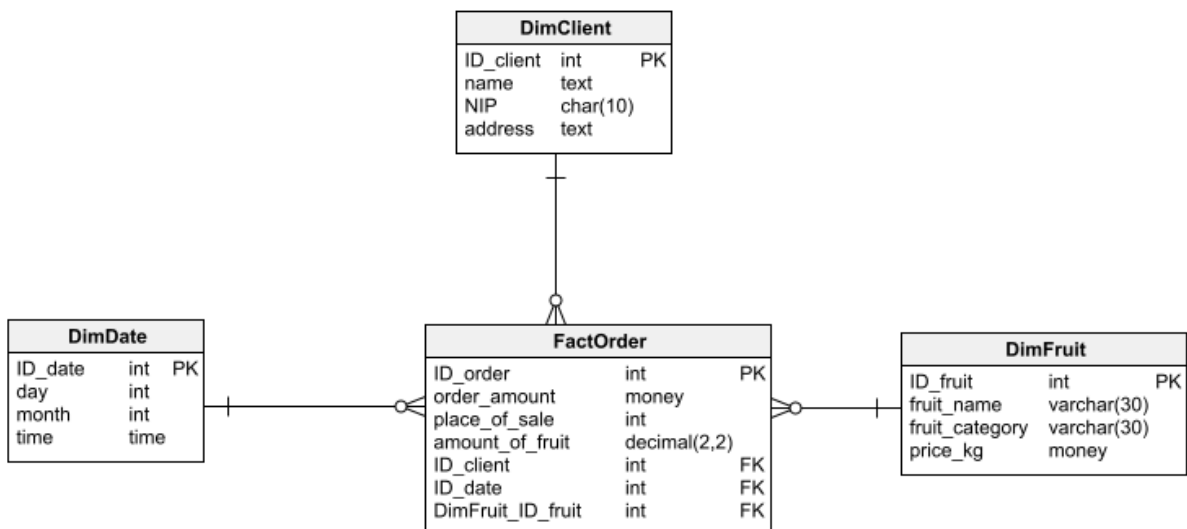 DimClient
ID_client int PK
name text
NIP char(10)
address text
DimDate
ID_date int PK
day int
month int
time time
FactOrder
ID_order int PK
order_amount money
place_of_sale int
amount_of_fruit decimal(2,2)
ID_client int FK
ID_date int FK
DimFruit_ID_fruit int FK
DimFruit
ID_fruit int PK
fruit_name varchar(30)
fruit_category varchar(30)
price_kg money